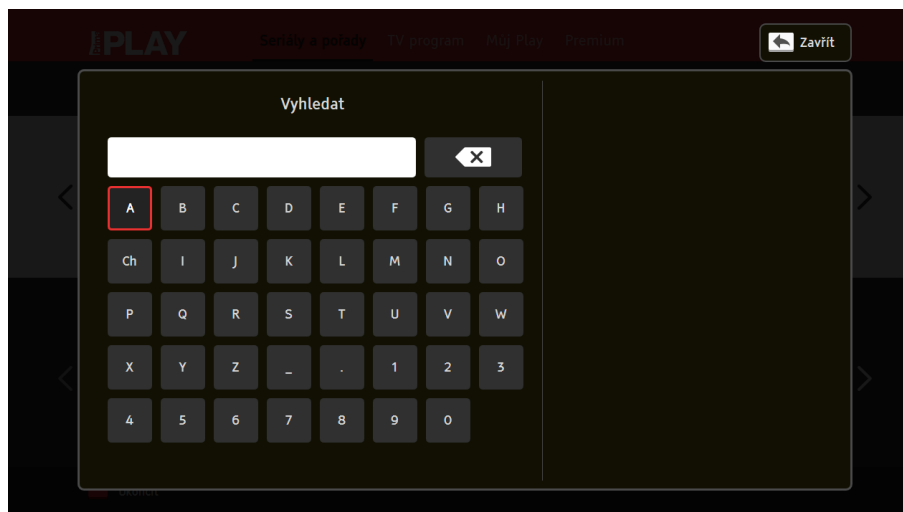 PLAY Seriály a pořady TV program Můj Play Premium Zavřít
Vyhledat
A B C D E F G H
Ch I J K L M N O
P Q R S T U V W
X Y Z _ . 1 2 3
4 5 6 7 8 9 0
Ukončit